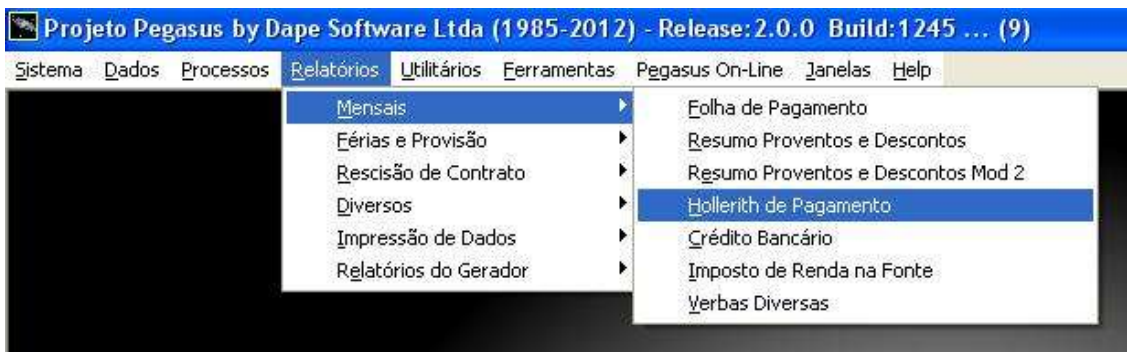 Projeto Pegasus by Dape Software Ltda (1985-2012) - Release:2.0.0 Build:1245 ... (9)
Sistema Dados Processos Relatórios Utilitários Ferramentas Pegasus On-Line Janelas Help
Mensais
Férias e Provisão
Rescisão de Contrato
Diversos
Impressão de Dados
Relatórios do Gerador
Folha de Pagamento
Resumo Proventos e Descontos
Resumo Proventos e Descontos Mod 2
Hollerith de Pagamento
Crédito Bancário
Imposto de Renda na Fonte
Verbas Diversas